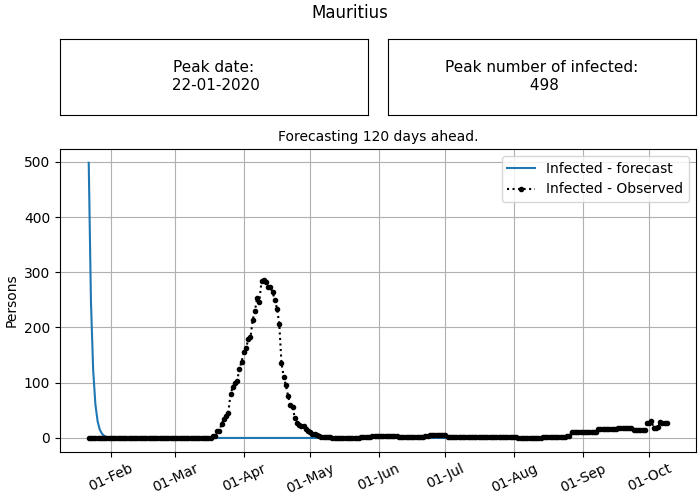 Mauritius
Peak date:
22-01-2020
Peak number of infected:
498
Forecasting 120 days ahead.
Infected - forecast
Infected - Observed
Persons
500
400
300
200
100
0
01-Feb
01-Mar
01-Apr
01-May
01-Jun
01-Jul
01-Aug
01-Sep
01-Oct